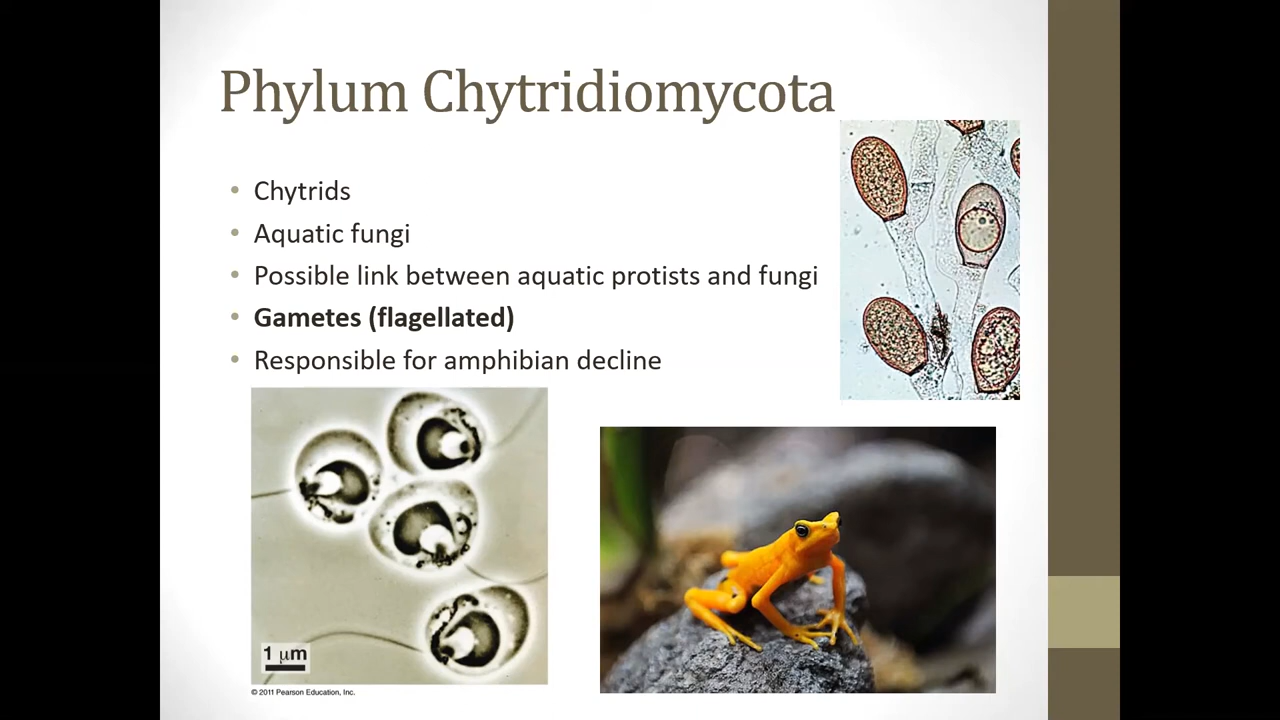 Phylum Chytridiomycota
• Chytrids
• Aquatic fungi
• Possible link between aquatic protists and fungi
• Gametes (flagellated)
• Responsible for amphibian decline
1 μm
© 2011 Pearson Education, Inc.